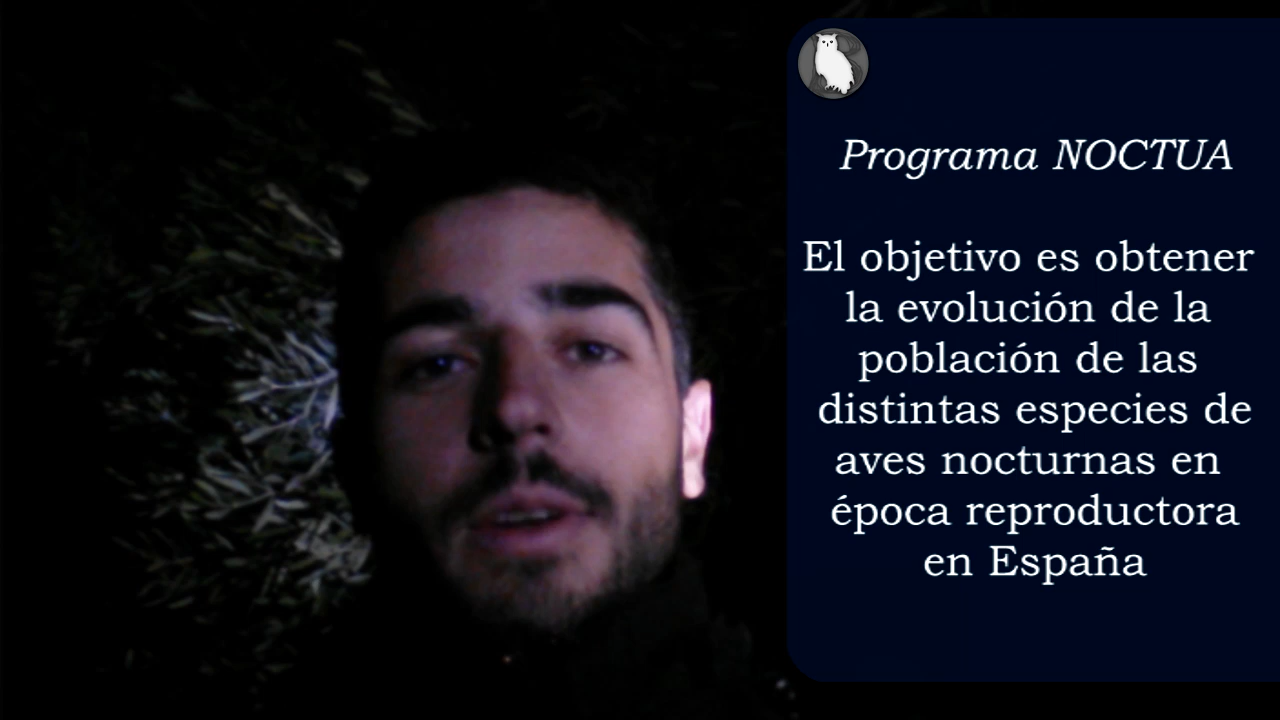 Programa NOCTUA
El objetivo es obtener
la evolución de la
población de las
distintas especies de
aves nocturnas en
época reproductora
en España